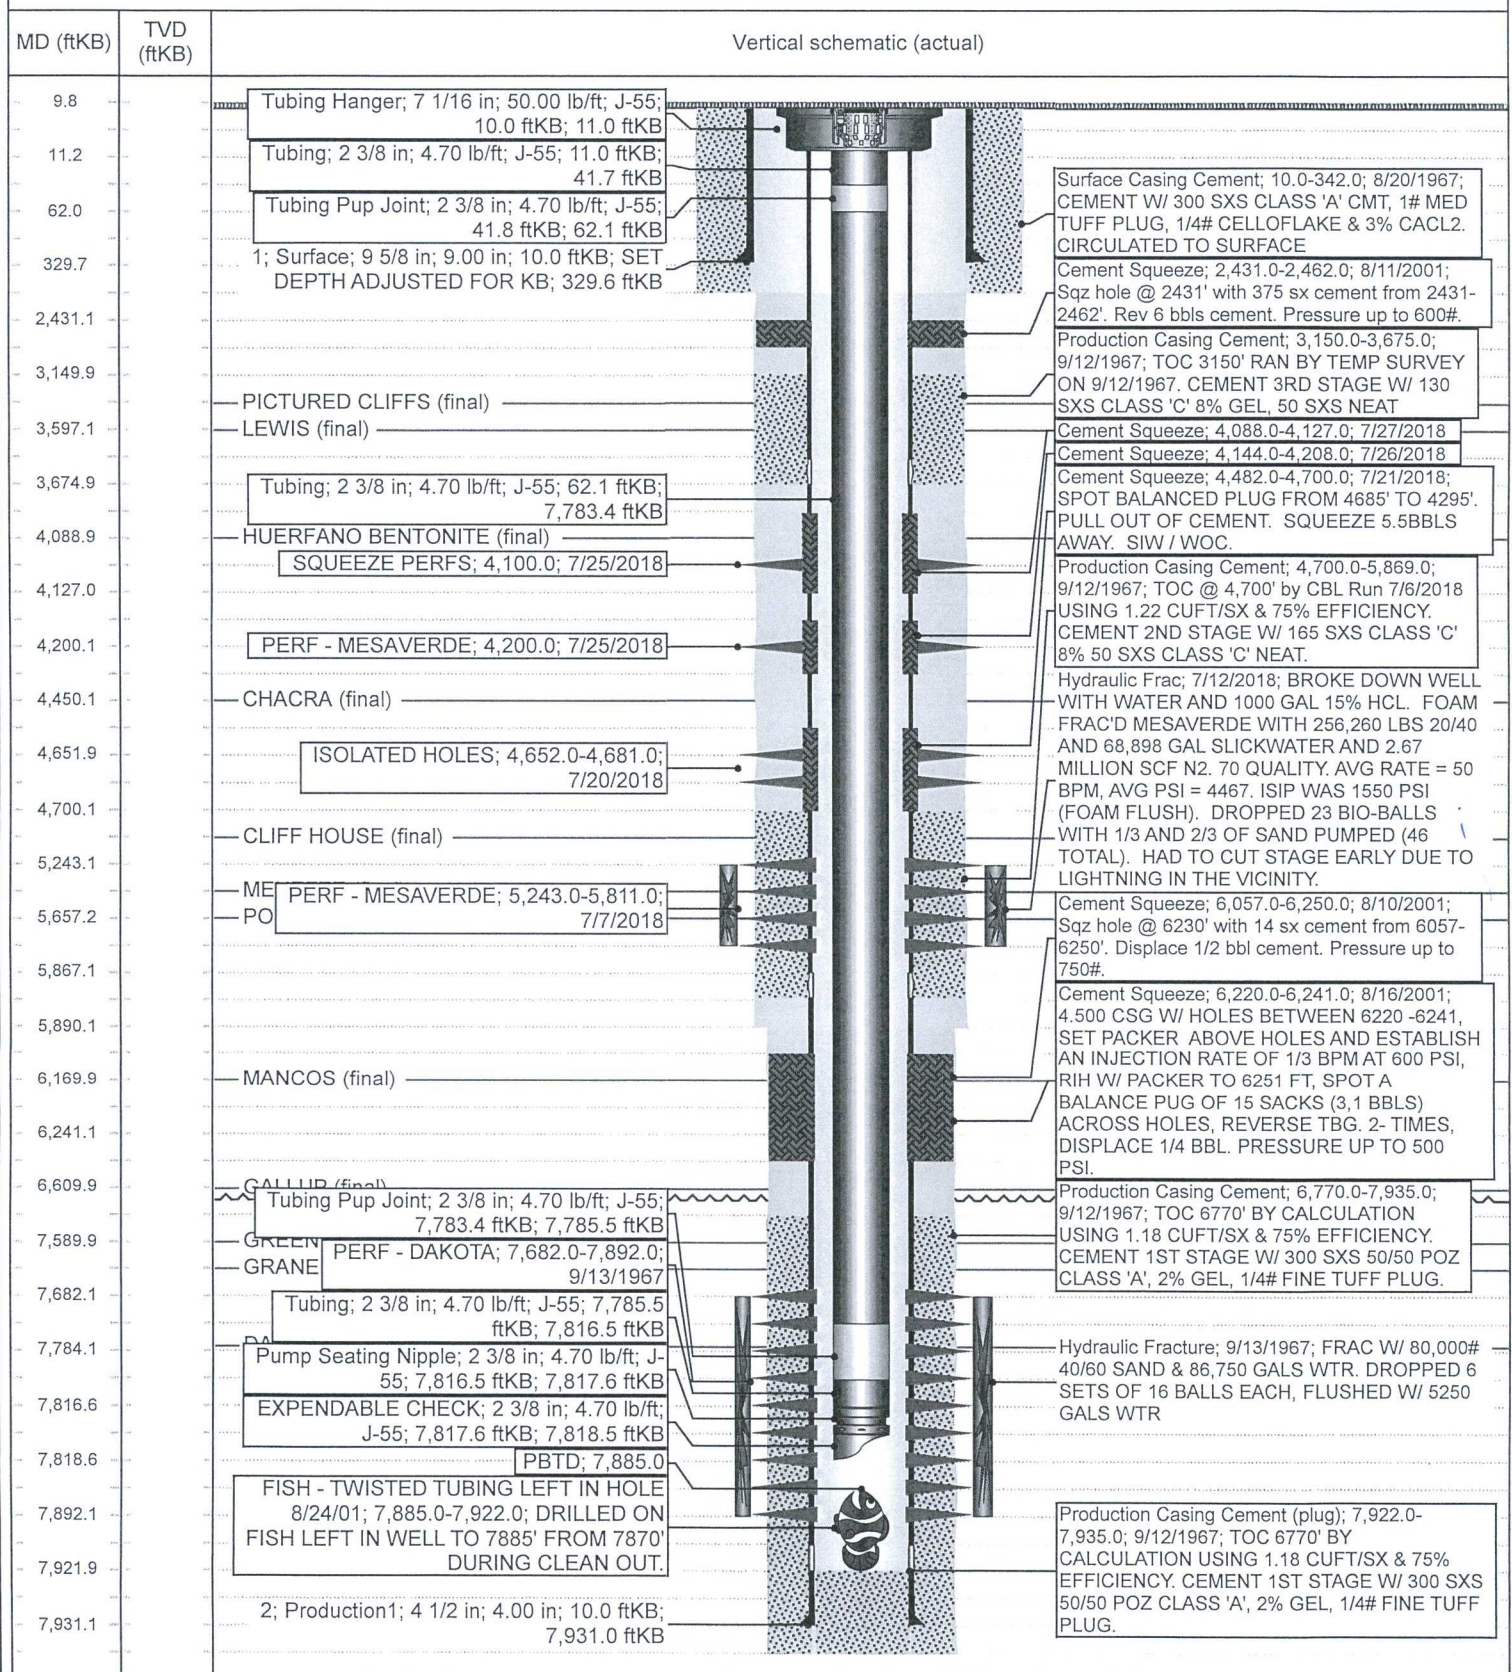 MD (ftKB)
TVD
(ftKB)
Vertical schematic (actual)
9.8
11.2
62.0
329.7
2,431.1
3,149.9
3,597.1
3,674.9
4,088.9
4,127.0
4,200.1
4,450.1
4,651.9
4,700.1
5,243.1
5,657.2
5,867.1
5,890.1
6,169.9
6,241.1
6,609.9
7,589.9
7,682.1
7,784.1
7,816.6
7,818.6
7,892.1
7,921.9
7,931.1
Tubing Hanger; 7 1/16 in; 50.00 lb/ft; J-55;
10.0 ftKB; 11.0 ftKB
Tubing; 2 3/8 in; 4.70 lb/ft; J-55; 11.0 ftKB;
41.7 ftKB
Tubing Pup Joint; 2 3/8 in; 4.70 lb/ft; J-55;
41.8 ftKB; 62.1 ftKB
1; Surface; 9 5/8 in; 9.00 in; 10.0 ftKB; SET
DEPTH ADJUSTED FOR KB; 329.6 ftKB
PICTURED CLIFFS (final)
LEWIS (final)
Tubing; 2 3/8 in; 4.70 lb/ft; J-55; 62.1 ftKB;
7,783.4 ftKB
HUERFANO BENTONITE (final)
SQUEEZE PERFS; 4,100.0; 7/25/2018
PERF - MESAVERDE; 4,200.0; 7/25/2018
CHACRA (final)
ISOLATED HOLES; 4,652.0-4,681.0;
7/20/2018
CLIFF HOUSE (final)
ME
PERF - MESAVERDE; 5,243.0-5,811.0;
PO
7/7/2018
MANCOS (final)
GALLUP (final)
Tubing Pup Joint; 2 3/8 in; 4.70 lb/ft; J-55;
7,783.4 ftKB; 7,785.5 ftKB
GREEN
PERF - DAKOTA; 7,682.0-7,892.0;
GRANE
9/13/1967
Tubing; 2 3/8 in; 4.70 lb/ft; J-55; 7,785.5
ftKB; 7,816.5 ftKB
DA
Pump Seating Nipple; 2 3/8 in; 4.70 lb/ft; J-
55; 7,816.5 ftKB; 7,817.6 ftKB
EXPENDABLE CHECK; 2 3/8 in; 4.70 lb/ft;
J-55; 7,817.6 ftKB; 7,818.5 ftKB
PBTD; 7,885.0
FISH - TWISTED TUBING LEFT IN HOLE
8/24/01; 7,885.0-7,922.0; DRILLED ON
FISH LEFT IN WELL TO 7885' FROM 7870'
DURING CLEAN OUT.
2; Production1; 4 1/2 in; 4.00 in; 10.0 ftKB;
7,931.0 ftKB
Surface Casing Cement; 10.0-342.0; 8/20/1967;
CEMENT W/ 300 SXS CLASS 'A' CMT, 1# MED
TUFF PLUG, 1/4# CELLOFLAKE & 3% CACL2.
CIRCULATED TO SURFACE
Cement Squeeze; 2,431.0-2,462.0; 8/11/2001;
Sqz hole @ 2431' with 375 sx cement from 2431-
2462'. Rev 6 bbls cement. Pressure up to 600#.
Production Casing Cement; 3,150.0-3,675.0;
9/12/1967; TOC 3150' RAN BY TEMP SURVEY
ON 9/12/1967. CEMENT 3RD STAGE W/ 130
SXS CLASS 'C' 8% GEL, 50 SXS NEAT
Cement Squeeze; 4,088.0-4,127.0; 7/27/2018
Cement Squeeze; 4,144.0-4,208.0; 7/26/2018
Cement Squeeze; 4,482.0-4,700.0; 7/21/2018;
SPOT BALANCED PLUG FROM 4685' TO 4295'.
PULL OUT OF CEMENT. SQUEEZE 5.5BBLS
AWAY. SIW / WOC.
Production Casing Cement; 4,700.0-5,869.0;
9/12/1967; TOC @ 4,700' by CBL Run 7/6/2018
USING 1.22 CUFT/SX & 75% EFFICIENCY.
CEMENT 2ND STAGE W/ 165 SXS CLASS 'C'
8% 50 SXS CLASS 'C' NEAT.
Hydraulic Frac; 7/12/2018; BROKE DOWN WELL
WITH WATER AND 1000 GAL 15% HCL. FOAM
FRAC'D MESAVERDE WITH 256,260 LBS 20/40
AND 68,898 GAL SLICKWATER AND 2.67
MILLION SCF N2. 70 QUALITY. AVG RATE = 50
BPM, AVG PSI = 4467. ISIP WAS 1550 PSI
(FOAM FLUSH). DROPPED 23 BIO-BALLS
WITH 1/3 AND 2/3 OF SAND PUMPED (46
TOTAL). HAD TO CUT STAGE EARLY DUE TO
LIGHTNING IN THE VICINITY.
Cement Squeeze; 6,057.0-6,250.0; 8/10/2001;
Sqz hole @ 6230' with 14 sx cement from 6057-
6250'. Displace 1/2 bbl cement. Pressure up to
750#.
Cement Squeeze; 6,220.0-6,241.0; 8/16/2001;
4.500 CSG W/ HOLES BETWEEN 6220 -6241,
SET PACKER ABOVE HOLES AND ESTABLISH
AN INJECTION RATE OF 1/3 BPM AT 600 PSI,
RIH W/ PACKER TO 6251 FT, SPOT A
BALANCE PUG OF 15 SACKS (3,1 BBLS)
ACROSS HOLES, REVERSE TBG. 2- TIMES,
DISPLACE 1/4 BBL. PRESSURE UP TO 500
PSI.
Production Casing Cement; 6,770.0-7,935.0;
9/12/1967; TOC 6770' BY CALCULATION
USING 1.18 CUFT/SX & 75% EFFICIENCY.
CEMENT 1ST STAGE W/ 300 SXS 50/50 POZ
CLASS 'A', 2% GEL, 1/4# FINE TUFF PLUG.
Hydraulic Fracture; 9/13/1967; FRAC W/ 80,000#
40/60 SAND & 86,750 GALS WTR. DROPPED 6
SETS OF 16 BALLS EACH, FLUSHED W/ 5250
GALS WTR
Production Casing Cement (plug); 7,922.0-
7,935.0; 9/12/1967; TOC 6770' BY
CALCULATION USING 1.18 CUFT/SX & 75%
EFFICIENCY. CEMENT 1ST STAGE W/ 300 SXS
50/50 POZ CLASS 'A', 2% GEL, 1/4# FINE TUFF
PLUG.